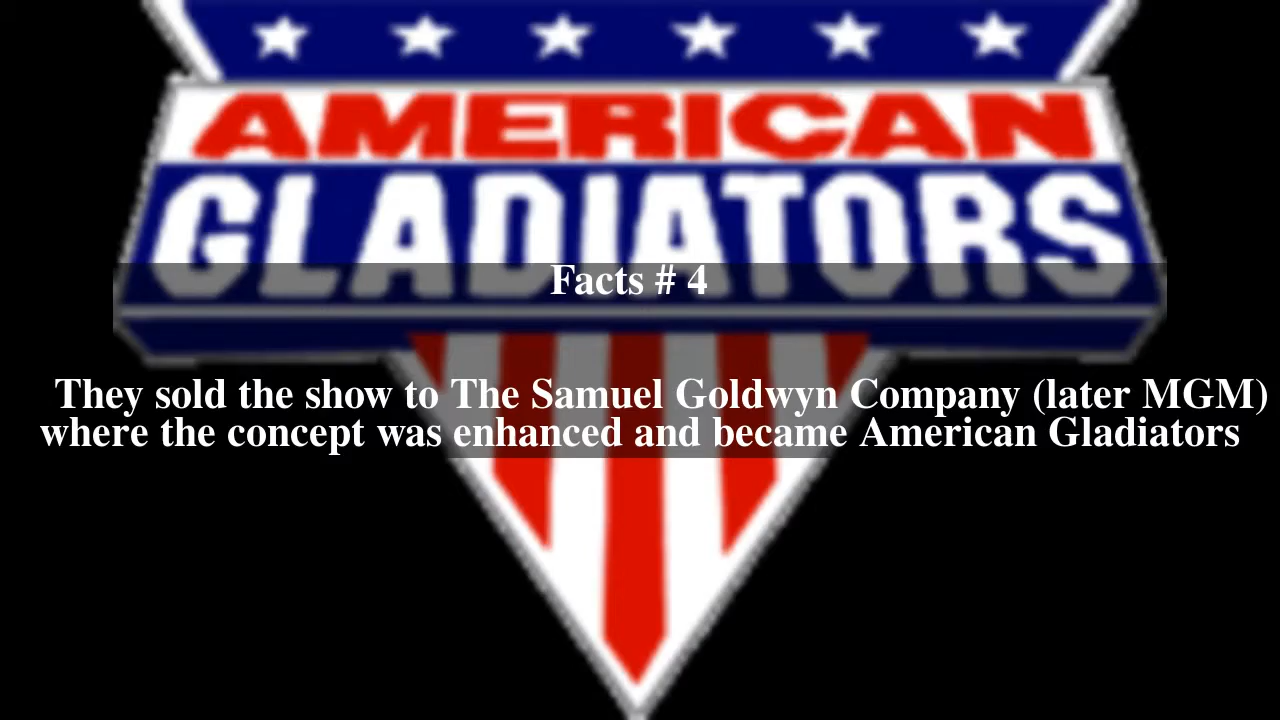 AMERICAN
GLADIATORS
Facts # 4
They sold the show to The Samuel Goldwyn Company (later MGM)
where the concept was enhanced and became American Gladiators